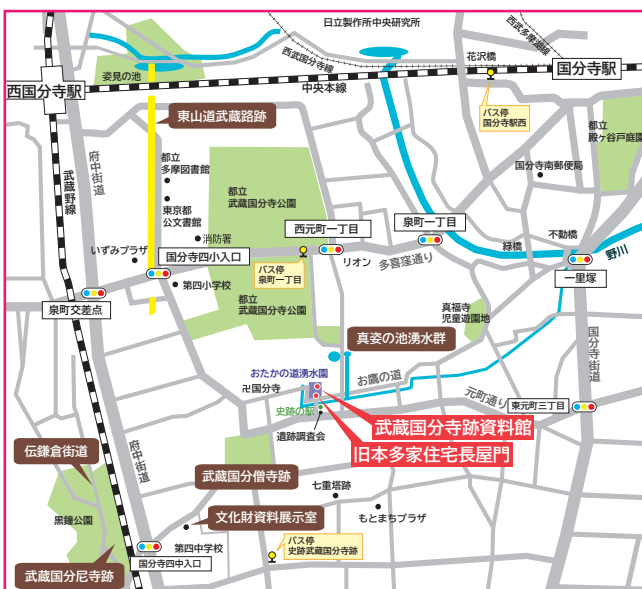 日立製作所中央研究所
西武多摩湖線
西武国分寺線
花沢橋
姿見の池
西国分寺駅
国分寺駅
中央本線
バス停
国分寺駅西
東山道武蔵路跡
都立
殿ヶ谷戸庭園
府中街道
武蔵野線
都立
多摩図書館
国分寺南郵便局
都立
武蔵国分寺公園
東京都
公文書館
西元町一丁目
泉町一丁目
不動橋
消防署
いずみプラザ
国分寺四小入口
リオン
多喜窪通り
緑橋
野川
バス停
泉町一丁目
一里塚
第四小学校
泉町交差点
都立
武蔵国分寺公園
真福寺
児童遊園地
真姿の池湧水群
国分寺街道
おたかの道湧水園
お鷹の道
卍国分寺
元町通り
東元町三丁目
史跡の駅
武蔵国分寺跡資料館
遺跡調査会
旧本多家住宅長屋門
府中街道
伝鎌倉街道
武蔵国分僧寺跡
七重塔跡
黒鐘公園
文化財資料展示室
もとまちプラザ
第四中学校
バス停
史跡武蔵国分寺跡
国分寺四中入口
武蔵国分尼寺跡